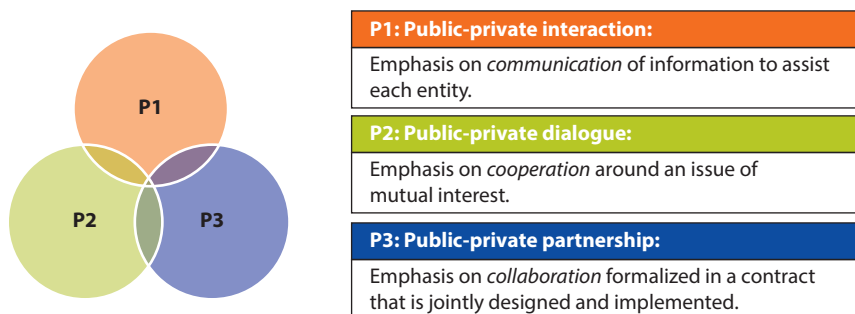 P1
P2
P3
P1: Public-private interaction:
Emphasis on communication of information to assist
each entity.
P2: Public-private dialogue:
Emphasis on cooperation around an issue of
mutual interest.
P3: Public-private partnership:
Emphasis on collaboration formalized in a contract
that is jointly designed and implemented.